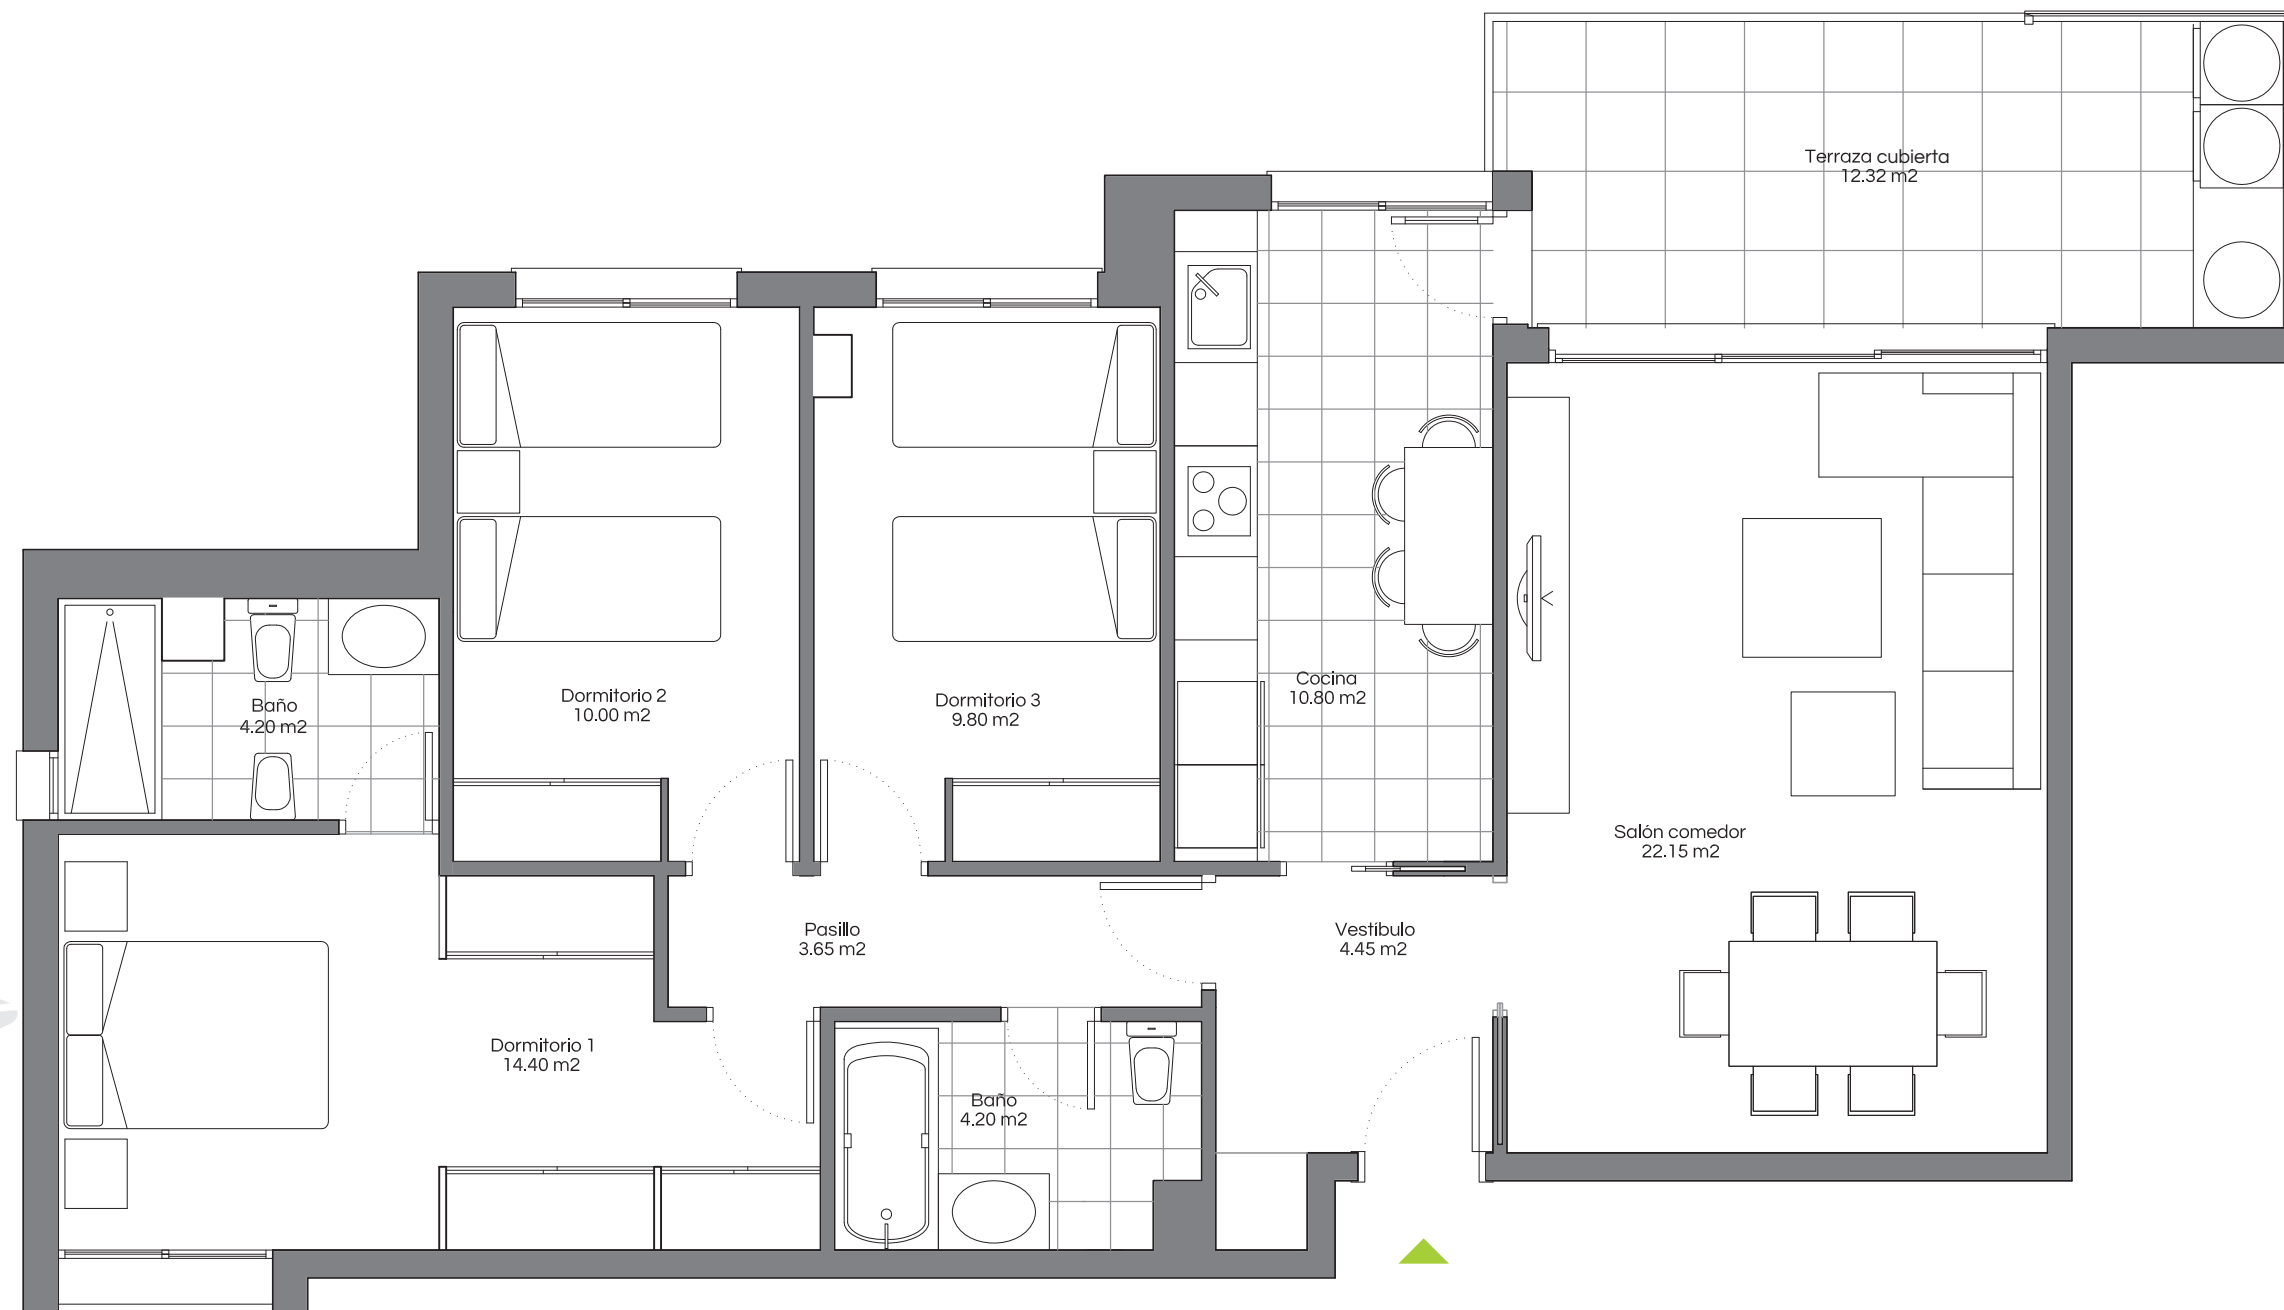 Terraza cubierta
12.32 m2
Dormitorio 2
10.00 m2
Dormitorio 3
9.80 m2
Cocina
10.80 m2
Baño
4.20 m2
Salón comedor
22.15 m2
Pasillo
3.65 m2
Vestíbulo
4.45 m2
Dormitorio 1
14.40 m2
Baño
4.20 m2